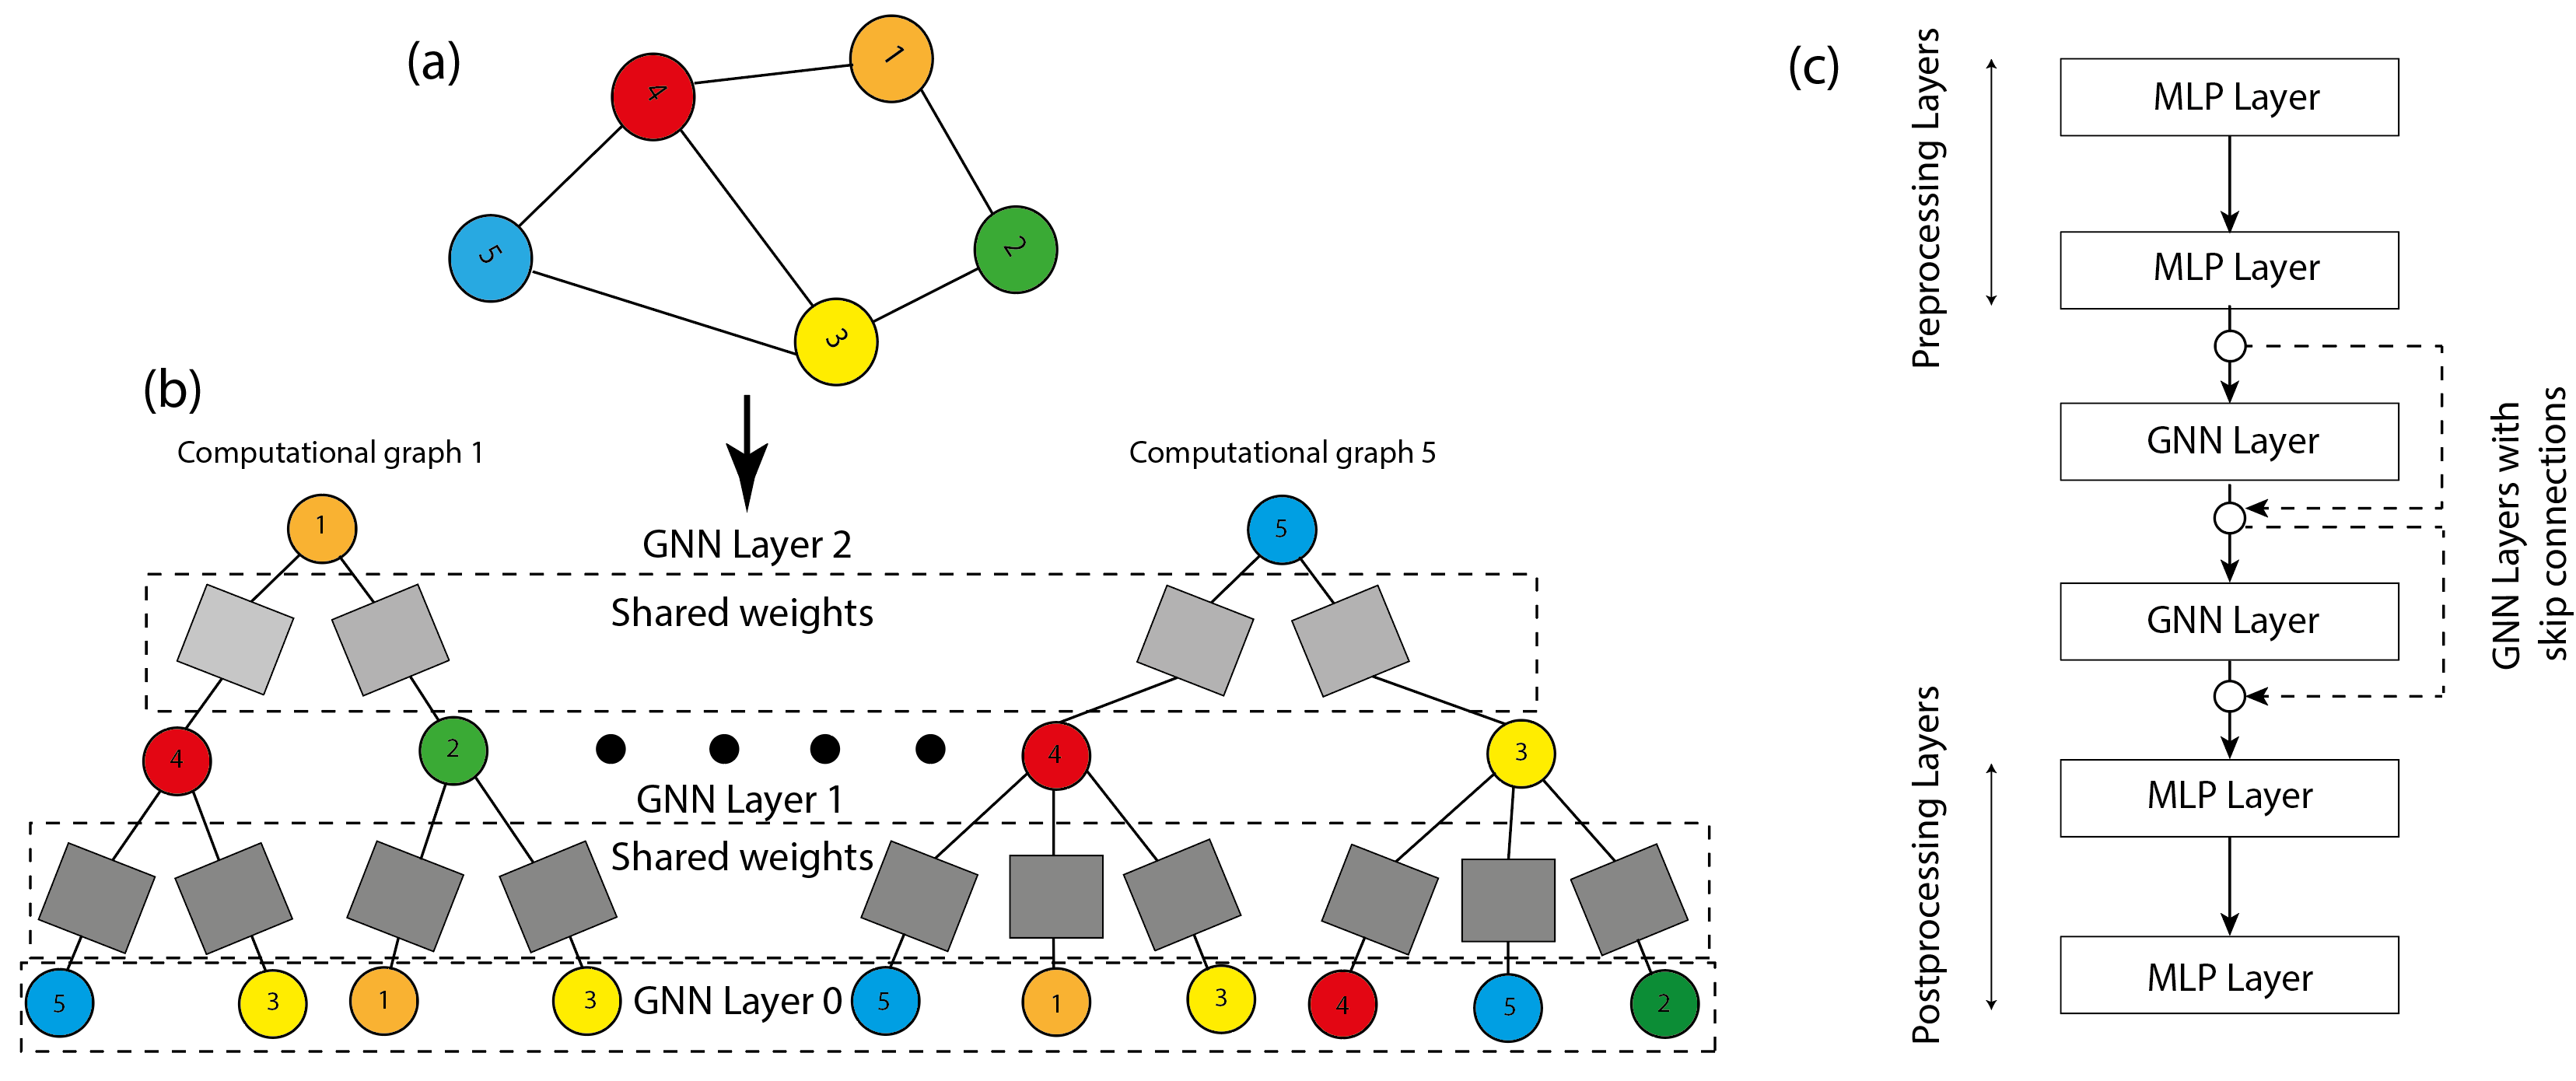 (a)
4
1
5
2
3
(b)
Computational graph 1
Computational graph 5
1
5
GNN Layer 2
Shared weights
4
2
4
3
GNN Layer 1
Shared weights
5
3
1
3
GNN Layer 0
5
1
3
4
5
2
(c)
Preprocessing Layers
MLP Layer
MLP Layer
GNN Layer
GNN Layer
GNN Layers with
skip connections
Postprocessing Layers
MLP Layer
MLP Layer